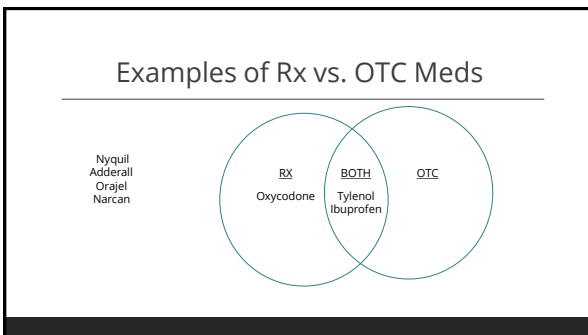 Examples of Rx vs. OTC Meds
Nyquil
Adderall
Orajel
Narcan
RX
Oxycodone
BOTH
Tylenol
Ibuprofen
OTC